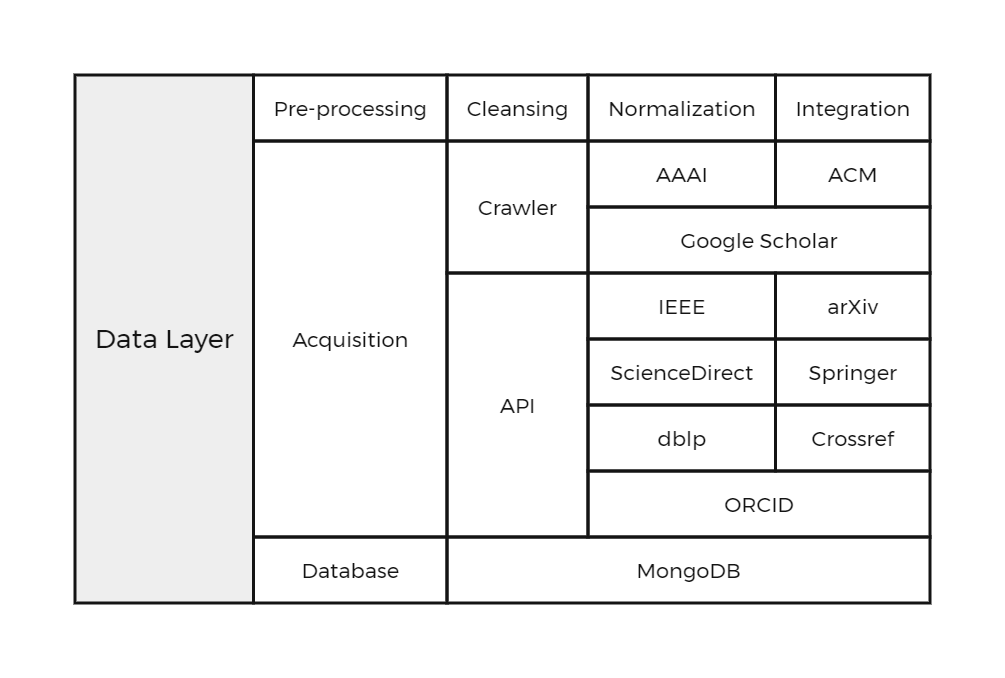 Data Layer
Pre-processing
Cleansing
Normalization
Integration
Acquisition
Crawler
AAAI
ACM
Google Scholar
API
IEEE
arXiv
ScienceDirect
Springer
dblp
Crossref
ORCID
Database
MongoDB